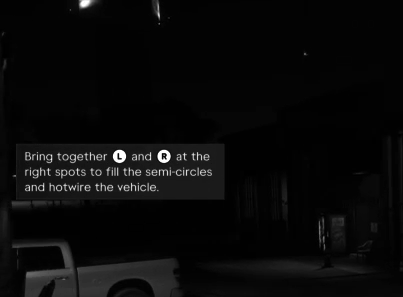 Bring together L and R at the
right spots to fill the semi-circles
and hotwire the vehicle.